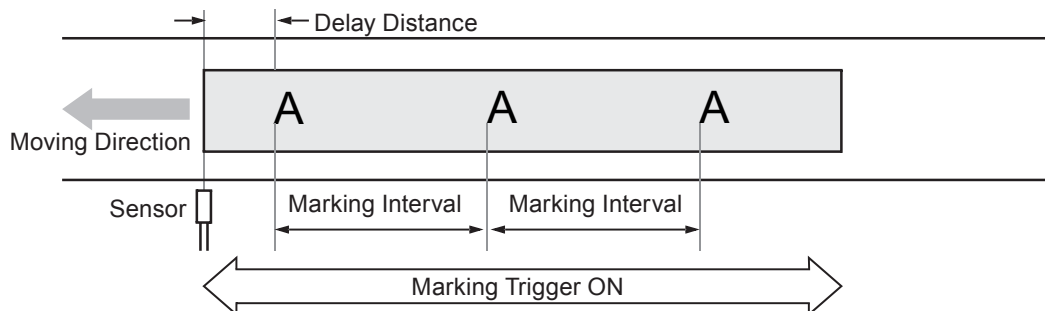 Delay Distance
A A A
Moving Direction
Sensor
Marking Interval Marking Interval
Marking Trigger ON